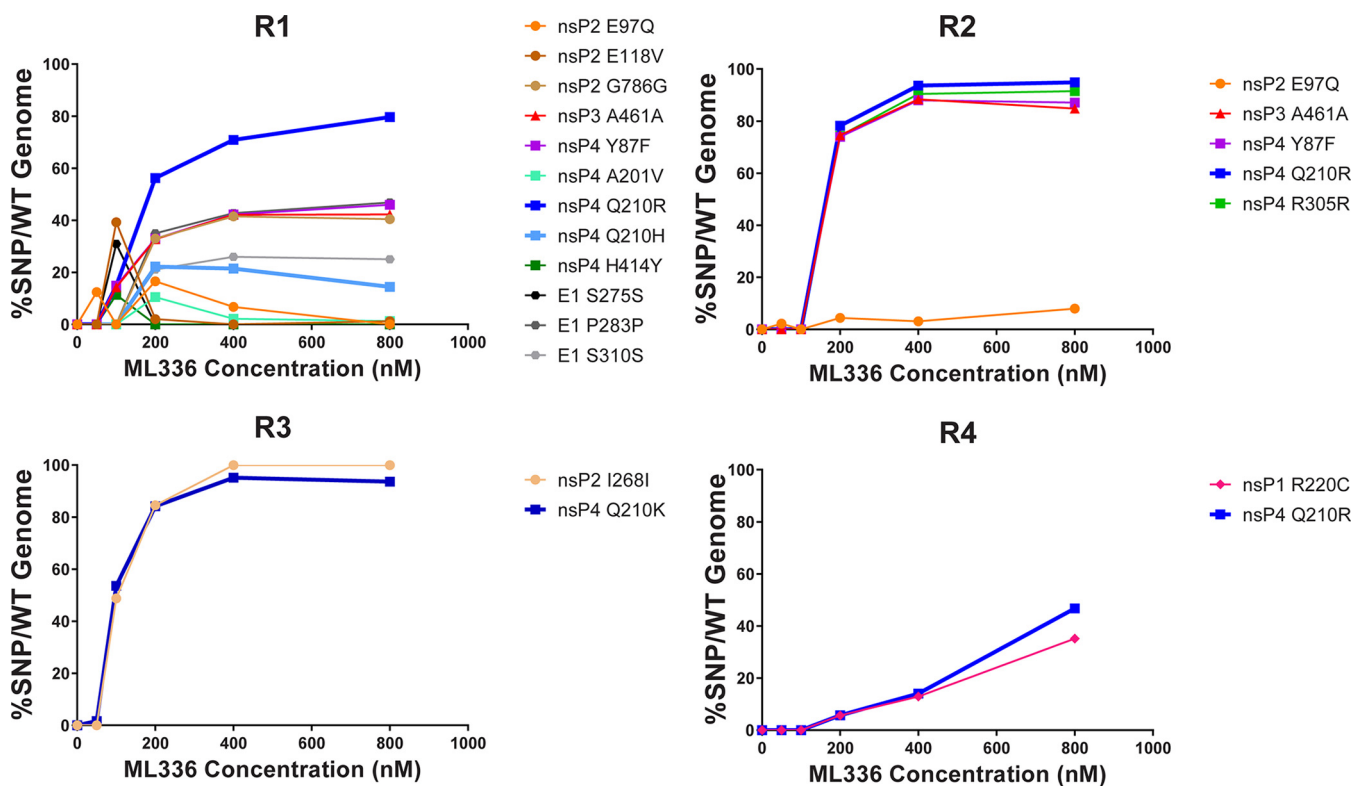 R1
%SNP/WT Genome
100
80
60
40
20
0
0 200 400 600 800 1000
ML336 Concentration (nM)
nsP2 E97Q
nsP2 E118V
nsP2 G786G
nsP3 A461A
nsP4 Y87F
nsP4 A201V
nsP4 Q210R
nsP4 Q210H
nsP4 H414Y
E1 S275S
E1 P283P
E1 S310S
R2
%SNP/WT Genome
100
80
60
40
20
0
0 200 400 600 800 1000
ML336 Concentration (nM)
nsP2 E97Q
nsP3 A461A
nsP4 Y87F
nsP4 Q210R
nsP4 R305R
R3
%SNP/WT Genome
100
80
60
40
20
0
0 200 400 600 800 1000
ML336 Concentration (nM)
nsP2 I268I
nsP4 Q210K
R4
%SNP/WT Genome
100
80
60
40
20
0
0 200 400 600 800 1000
ML336 Concentration (nM)
nsP1 R220C
nsP4 Q210R